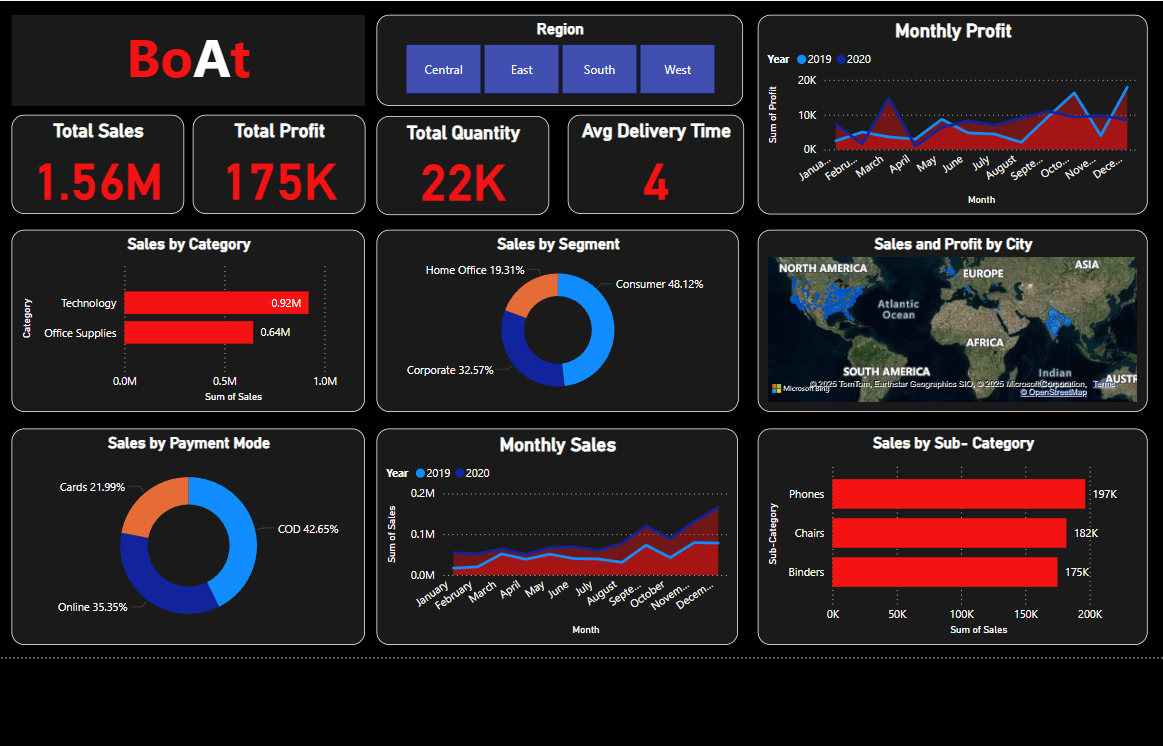 BoAt
Region
Central
East
South
West
Total Sales
1.56M
Total Profit
175K
Total Quantity
22K
Avg Delivery Time
4
Monthly Profit
Year 2019 2020
Sum of Profit
20K
10K
0K
Janua...
Febru...
March
April
May
June
July
August
Septe...
Octo...
Nove...
Dece...
Month
Sales by Category
Category
Technology
0.92M
Office Supplies
0.64M
0.0M 0.5M 1.0M
Sum of Sales
Sales by Segment
Home Office 19.31%
Consumer 48.12%
Corporate 32.57%
Sales and Profit by City
NORTH AMERICA
EUROPE
ASIA
Atlantic
Ocean
AFRICA
SOUTH AMERICA
Indian
AUSTR
Microsoft Bing
© 2025 TomTom, Earthstar Geographics SIO, © 2025 Microsoft Corporation, Terms
© OpenStreetMap
Sales by Payment Mode
Cards 21.99%
COD 42.65%
Online 35.35%
Monthly Sales
Year 2019 2020
Sum of Sales
0.2M
0.1M
0.0M
January
February
March
April
May
June
July
August
Septe...
October
Novem...
Decem...
Month
Sales by Sub- Category
Sub-Category
Phones
197K
Chairs
182K
Binders
175K
0K 50K 100K 150K 200K
Sum of Sales